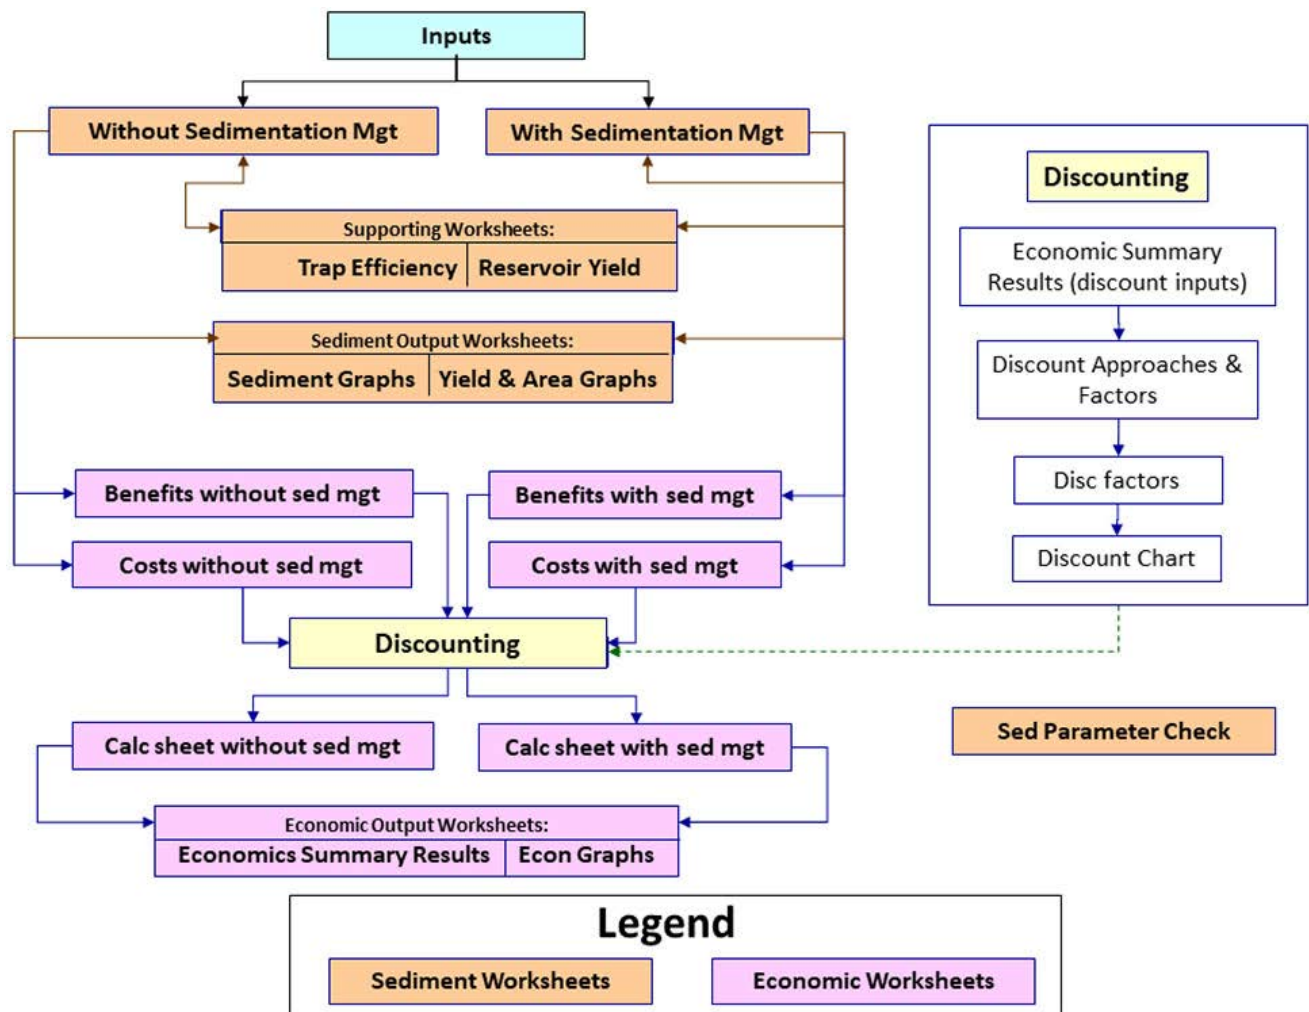 Inputs
Without Sedimentation Mgt
With Sedimentation Mgt
Supporting Worksheets:
Trap Efficiency
Reservoir Yield
Sediment Output Worksheets:
Sediment Graphs
Yield & Area Graphs
Benefits without sed mgt
Benefits with sed mgt
Costs without sed mgt
Costs with sed mgt
Discounting
Calc sheet without sed mgt
Calc sheet with sed mgt
Economic Output Worksheets:
Economics Summary Results
Econ Graphs
Discounting
Economic Summary
Results (discount inputs)
Discount Approaches &
Factors
Disc factors
Discount Chart
Sed Parameter Check
Legend
Sediment Worksheets
Economic Worksheets